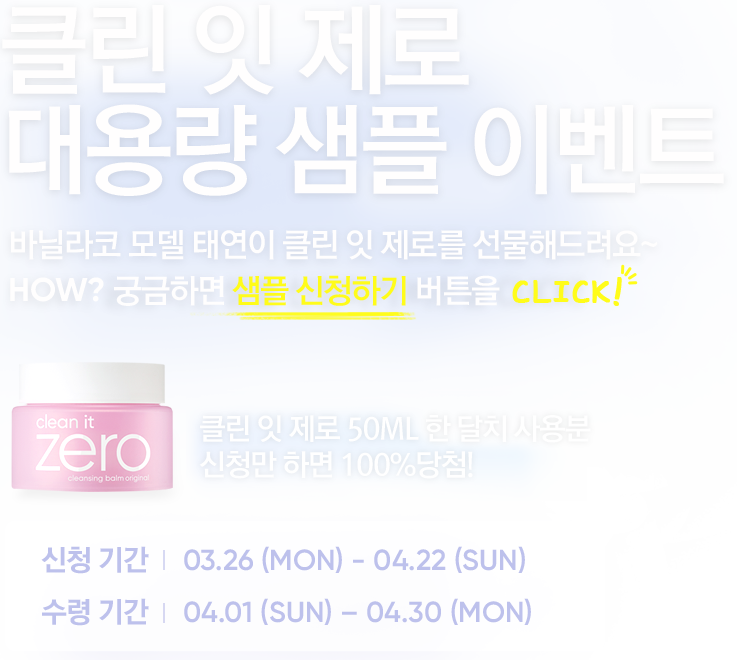 클린 잇 제로
대용량 샘플 이벤트
바닐라코 모델 태연이 클린 잇 제로를 선물해드려요~
HOW? 궁금하면 샘플 신청하기 버튼을 CLICK!
clean it
zero
cleansing balm original
클린 잇 제로 50ML 한 달치 사용분
신청만 하면 100%당첨!
신청 기간 | 03.26 (MON) - 04.22 (SUN)
수령 기간 | 04.01 (SUN) – 04.30 (MON)